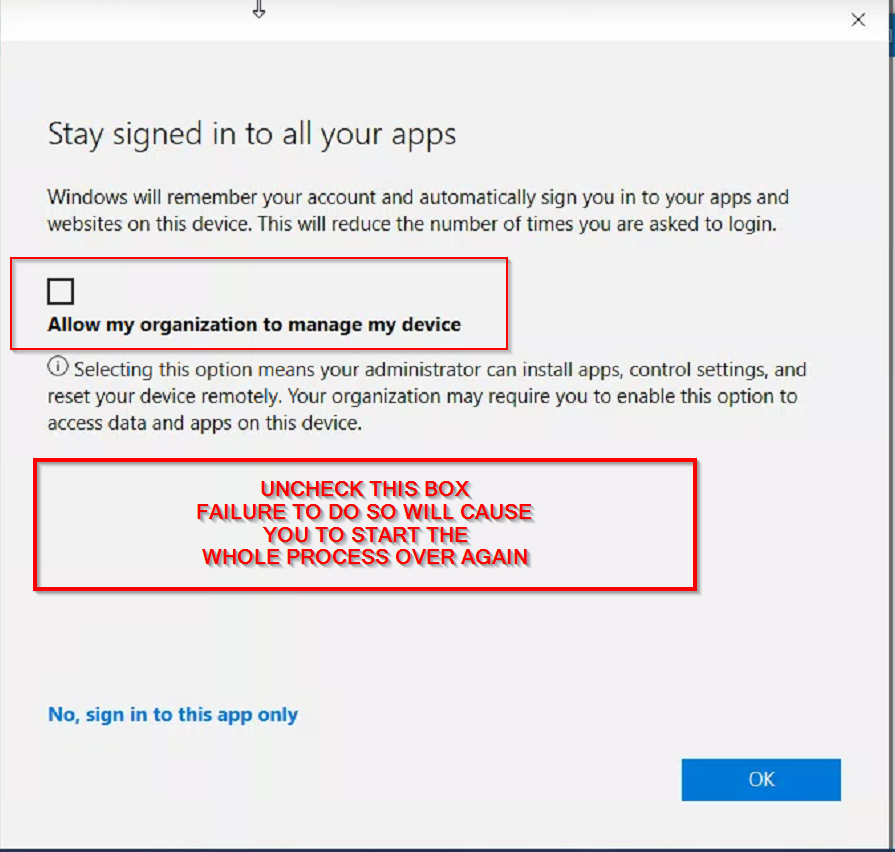 Stay signed in to all your apps
Windows will remember your account and automatically sign you in to your apps and
websites on this device. This will reduce the number of times you are asked to login.
Allow my organization to manage my device
Selecting this option means your administrator can install apps, control settings, and
reset your device remotely. Your organization may require you to enable this option to
access data and apps on this device.
UNCHECK THIS BOX
FAILURE TO DO SO WILL CAUSE
YOU TO START THE
WHOLE PROCESS OVER AGAIN
No, sign in to this app only
OK